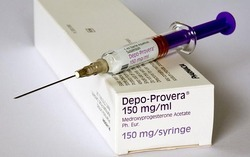 Depo-Provera®
150 mg/ml
Medroxyprogesterone Acetate
Ph. Eur.
150 mg/syringe